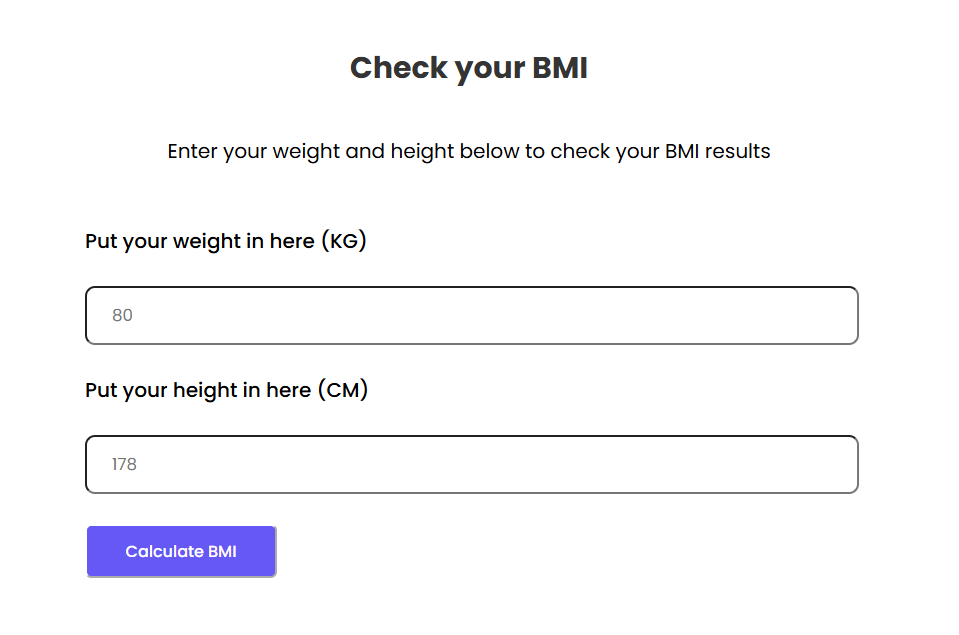 Check your BMI
Enter your weight and height below to check your BMI results
Put your weight in here (KG)
80
Put your height in here (CM)
178
Calculate BMI